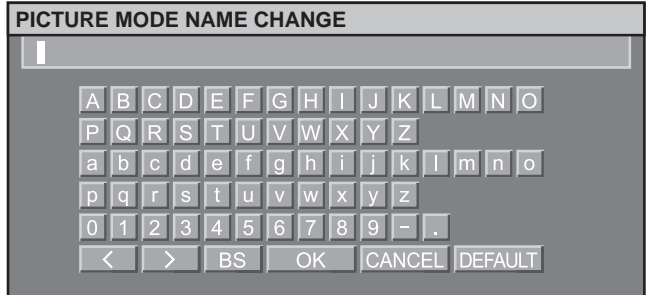 PICTURE MODE NAME CHANGE
A B C D E F G H I J K L M N O
P Q R S T U V W X Y Z
a b c d e f g h i j k l m n o
p q r s t u v w x y z
0 1 2 3 4 5 6 7 8 9 - .
< > BS OK CANCEL DEFAULT